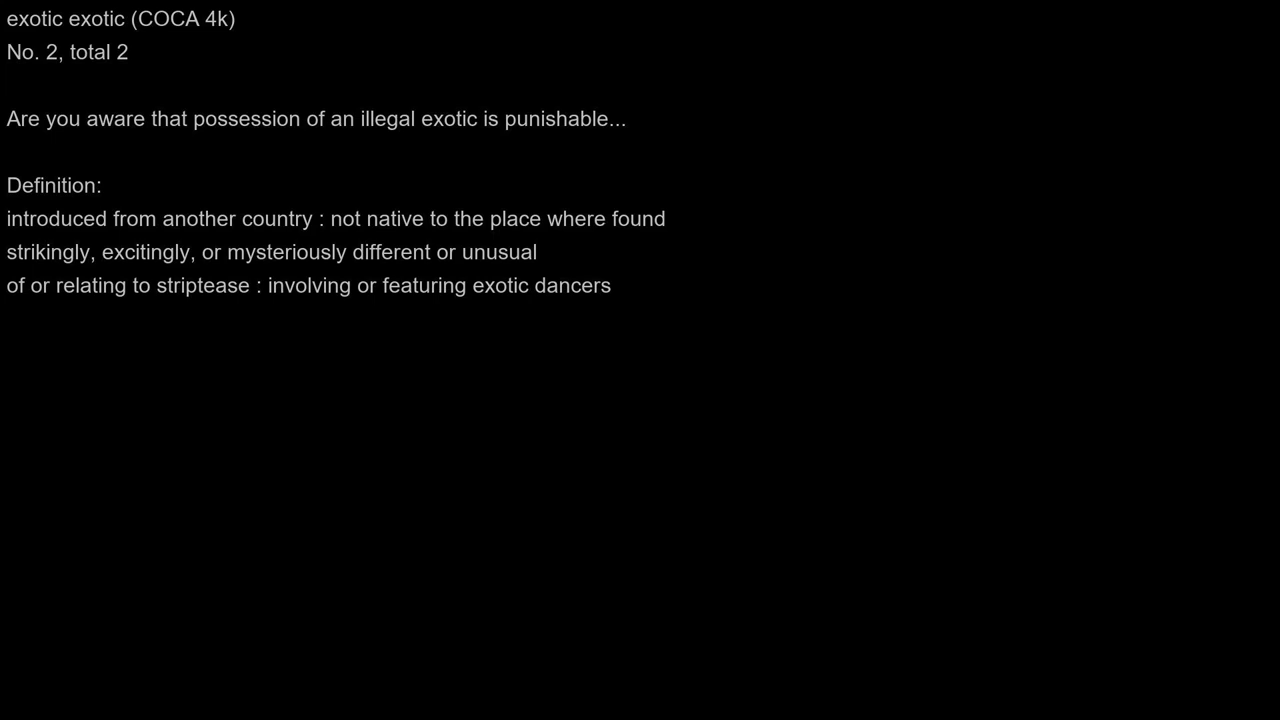 exotic exotic (COCA 4k)
No. 2, total 2
Are you aware that possession of an illegal exotic is punishable...
Definition:
introduced from another country : not native to the place where found
strikingly, excitingly, or mysteriously different or unusual
of or relating to striptease : involving or featuring exotic dancers